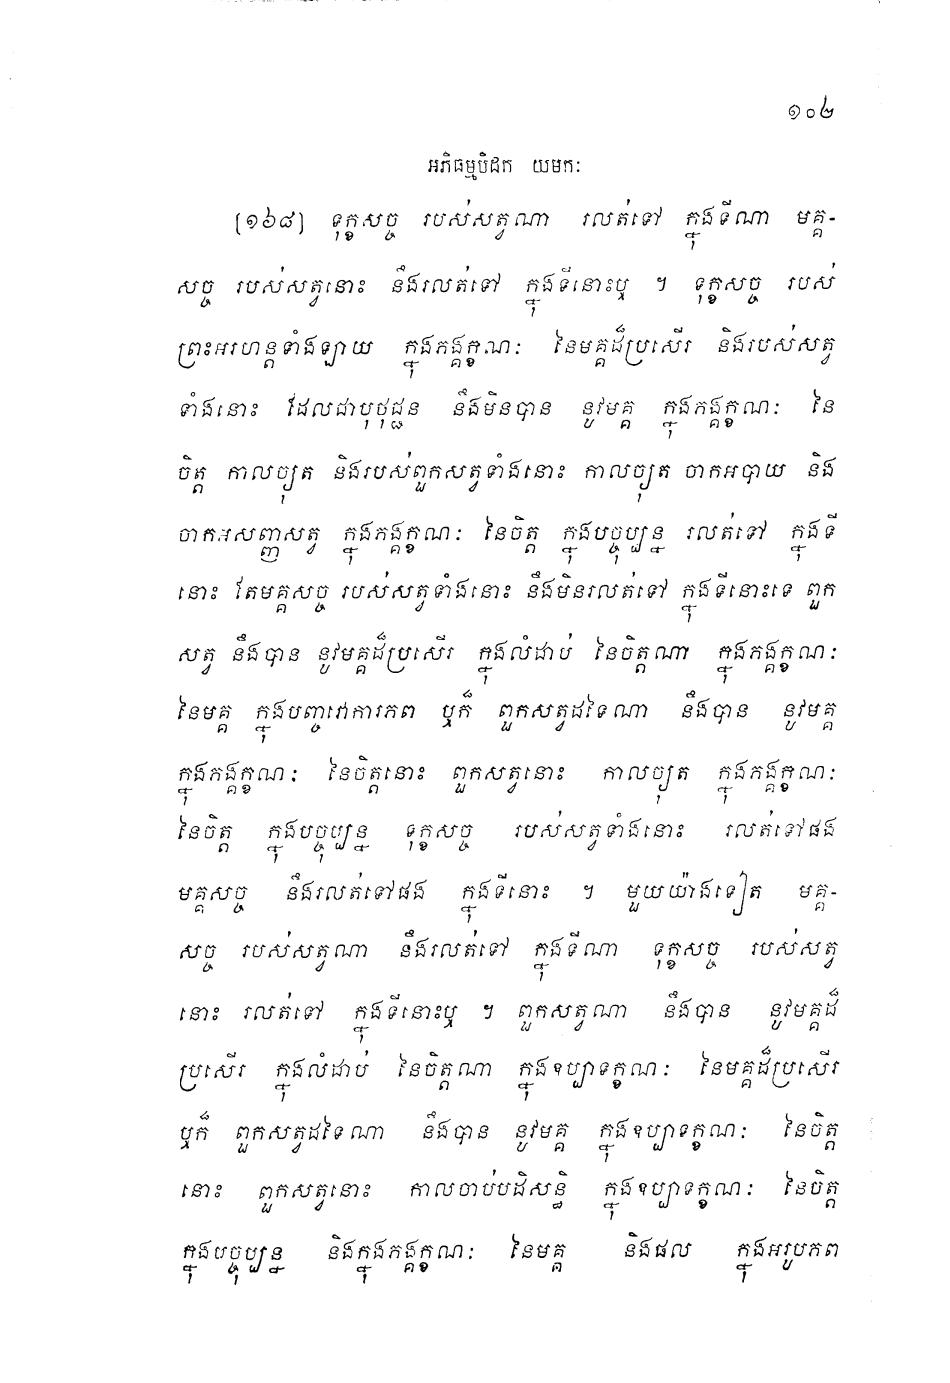 ១០២
អភិធម្មបិដក យមកៈ
[១៦៨] ទុក្ខសច្ច របស់សត្វណា រលត់ទៅ ក្នុងទីណា មគ្គ-
សច្ច របស់សត្វនោះ នឹងរលត់ទៅ ក្នុងទីនោះឬ ។ ទុក្ខសច្ច របស់
ព្រះអរហន្តទាំងឡាយ ក្នុងភង្គក្ខណៈ នៃមគ្គដ៏ប្រសើរ និងរបស់សត្វ
ទាំងនោះ ដែលជាបុថុជ្ជន នឹងមិនបាន នូវមគ្គ ក្នុងភង្គក្ខណៈ នៃ
ចិត្ត កាលច្យុត និងរបស់ពួកសត្វទាំងនោះ កាលច្យុត ចាកអបាយ និង
ចាកអសញ្ញសត្វ ក្នុងភង្គក្ខណៈ នៃចិត្ត ក្នុងបច្ចុប្បន្ន រលត់ទៅ ក្នុងទី
នោះ តែមគ្គសច្ច របស់សត្វទាំងនោះ នឹងមិនរលត់ទៅ ក្នុងទីនោះទេ ពួក
សត្វ នឹងបាន នូវមគ្គដ៏ប្រសើរ ក្នុងលំដាប់ នៃចិត្តណា ក្នុងភង្គក្ខណៈ
នៃមគ្គ ក្នុងបញ្ចវោការភព ឬក៏ ពួកសត្វដទៃណា នឹងបាន នូវមគ្គ
ក្នុងភង្គក្ខណៈ នៃចិត្តនោះ ពួកសត្វនោះ កាលច្យុត ក្នុងភង្គក្ខណៈ
នៃចិត្ត ក្នុងបច្ចុប្បន្ន ទុក្ខសច្ច របស់សត្វទាំងនោះ រលត់ទៅផង
មគ្គសច្ច នឹងរលត់ទៅផង ក្នុងទីនោះ ។ មួយយ៉ាងទៀត មគ្គ-
សច្ច របស់សត្វណា នឹងរលត់ទៅ ក្នុងទីណា ទុក្ខសច្ច របស់សត្វ
នោះ រលត់ទៅ ក្នុងទីនោះឬ ។ ពួកសត្វណា នឹងបាន នូវមគ្គដ៏
ប្រសើរ ក្នុងលំដាប់ នៃចិត្តណា ក្នុងឧប្បាទក្ខណៈ នៃមគ្គដ៏ប្រសើរ
ឬក៏ ពួកសត្វដទៃណា នឹងបាន នូវមគ្គ ក្នុងឧប្បាទក្ខណៈ នៃចិត្ត
នោះ ពួកសត្វនោះ កាលចាប់បដិសន្ធិ ក្នុងឧប្បាទក្ខណៈ នៃចិត្ត
ក្នុងបច្ចុប្បន្ន និងក្នុងភង្គក្ខណៈ នៃមគ្គ និងផល ក្នុងអរូបភព